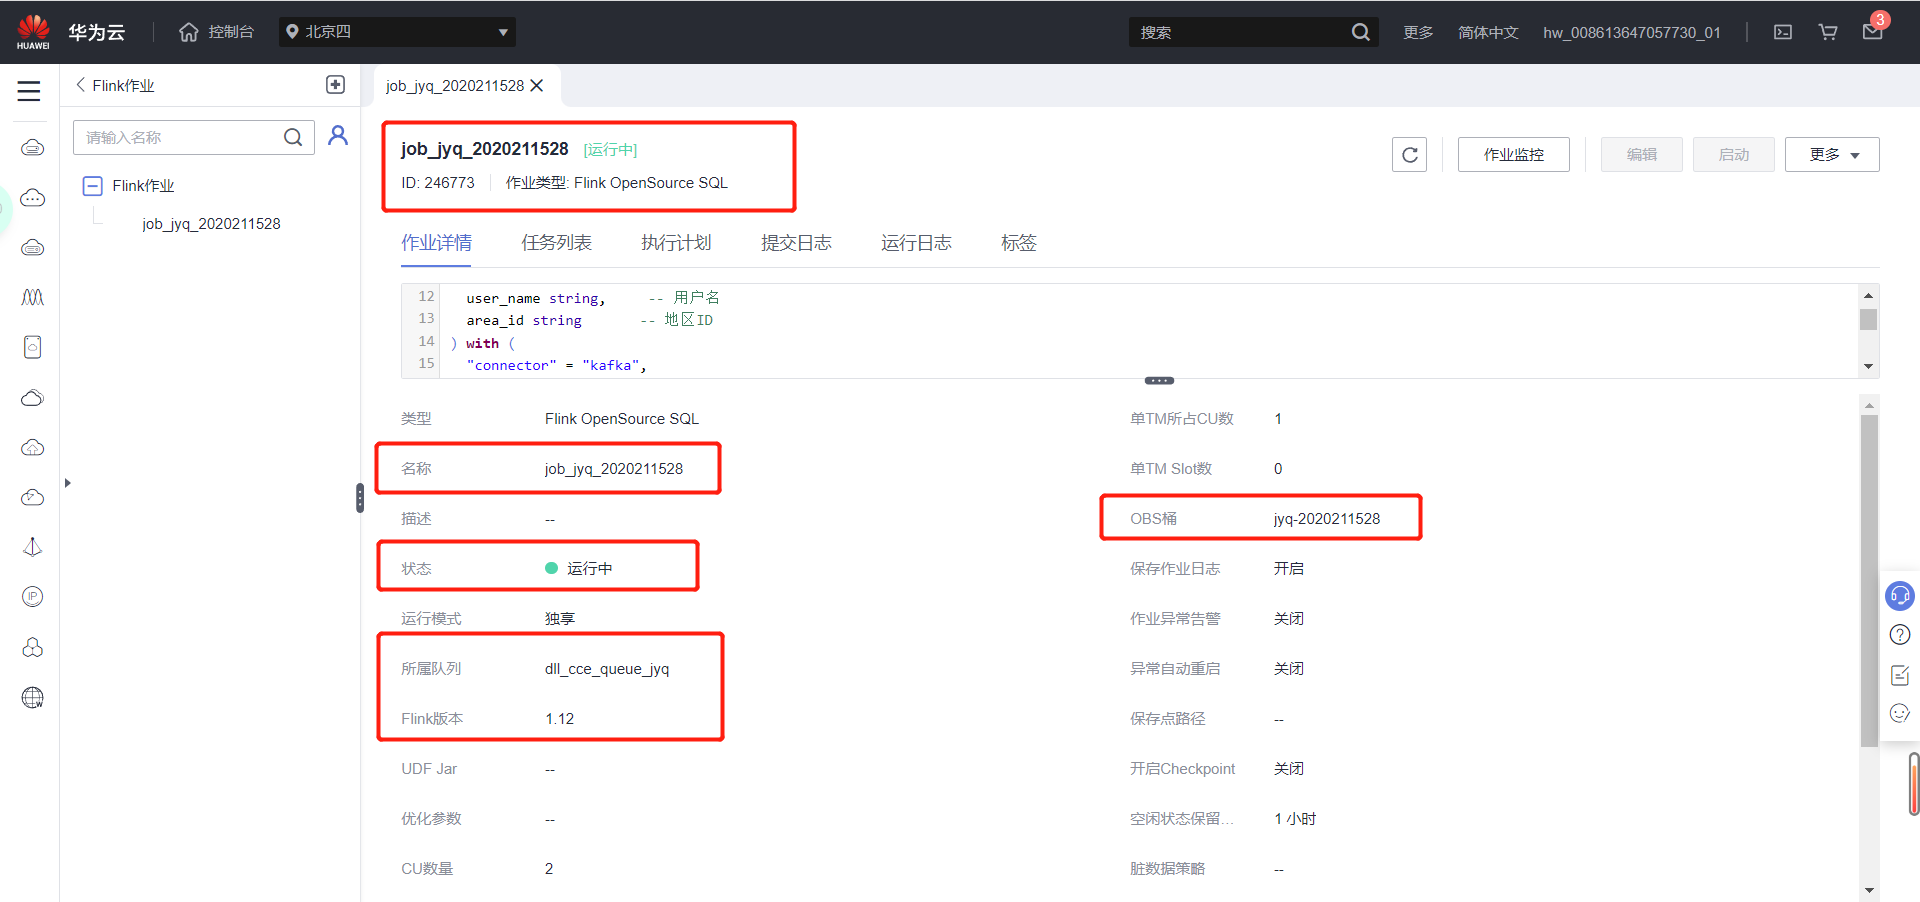 HUAWEI
华为云
控制台
北京四
搜索
更多
简体中文
hw_008613647057730_01
3
Flink作业
请输入名称
Flink作业
job_jyq_2020211528
job_jyq_2020211528
job_jyq_2020211528 [运行中]
ID: 246773 作业类型: Flink OpenSource SQL
作业监控
编辑
启动
更多
作业详情 任务列表 执行计划 提交日志 运行日志 标签
12 user_name string, -- 用户名
13 area_id string -- 地区ID
14 ) with (
15 "connector" = "kafka",
类型 Flink OpenSource SQL
单TM所占CU数 1
名称 job_jyq_2020211528
单TM Slot数 0
描述 --
OBS桶 jyq-2020211528
状态 运行中
保存作业日志 开启
运行模式 独享
作业异常告警 关闭
所属队列 dll_cce_queue_jyq
异常自动重启 关闭
Flink版本 1.12
保存点路径 --
UDF Jar --
开启Checkpoint 关闭
优化参数 --
空闲状态保留... 1 小时
CU数量 2
脏数据策略 --
IP
W